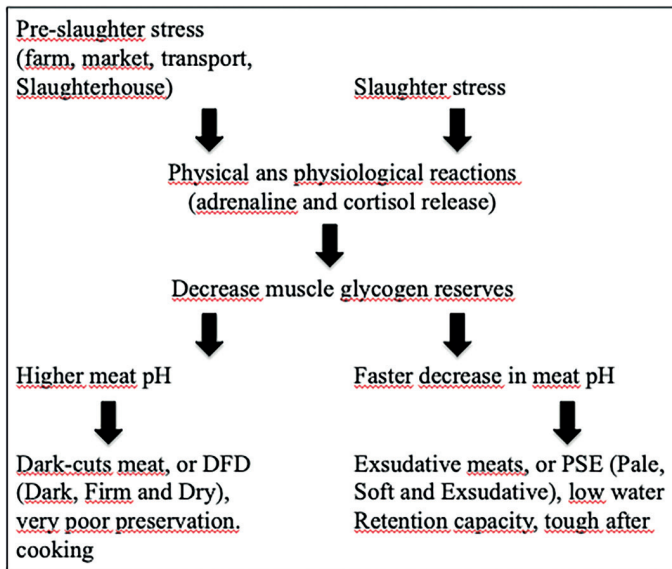 Pre-slaughter stress
(farm, market, transport,
Slaughterhouse)
Slaughter stress
Physical ans physiological reactions
(adrenaline and cortisol release)
Decrease muscle glycogen reserves
Higher meat pH
Faster decrease in meat pH
Dark-cuts meat, or DFD
(Dark, Firm and Dry),
very poor preservation.
cooking
Exsudative meats, or PSE (Pale,
Soft and Exsudative), low water
Retention capacity, tough after